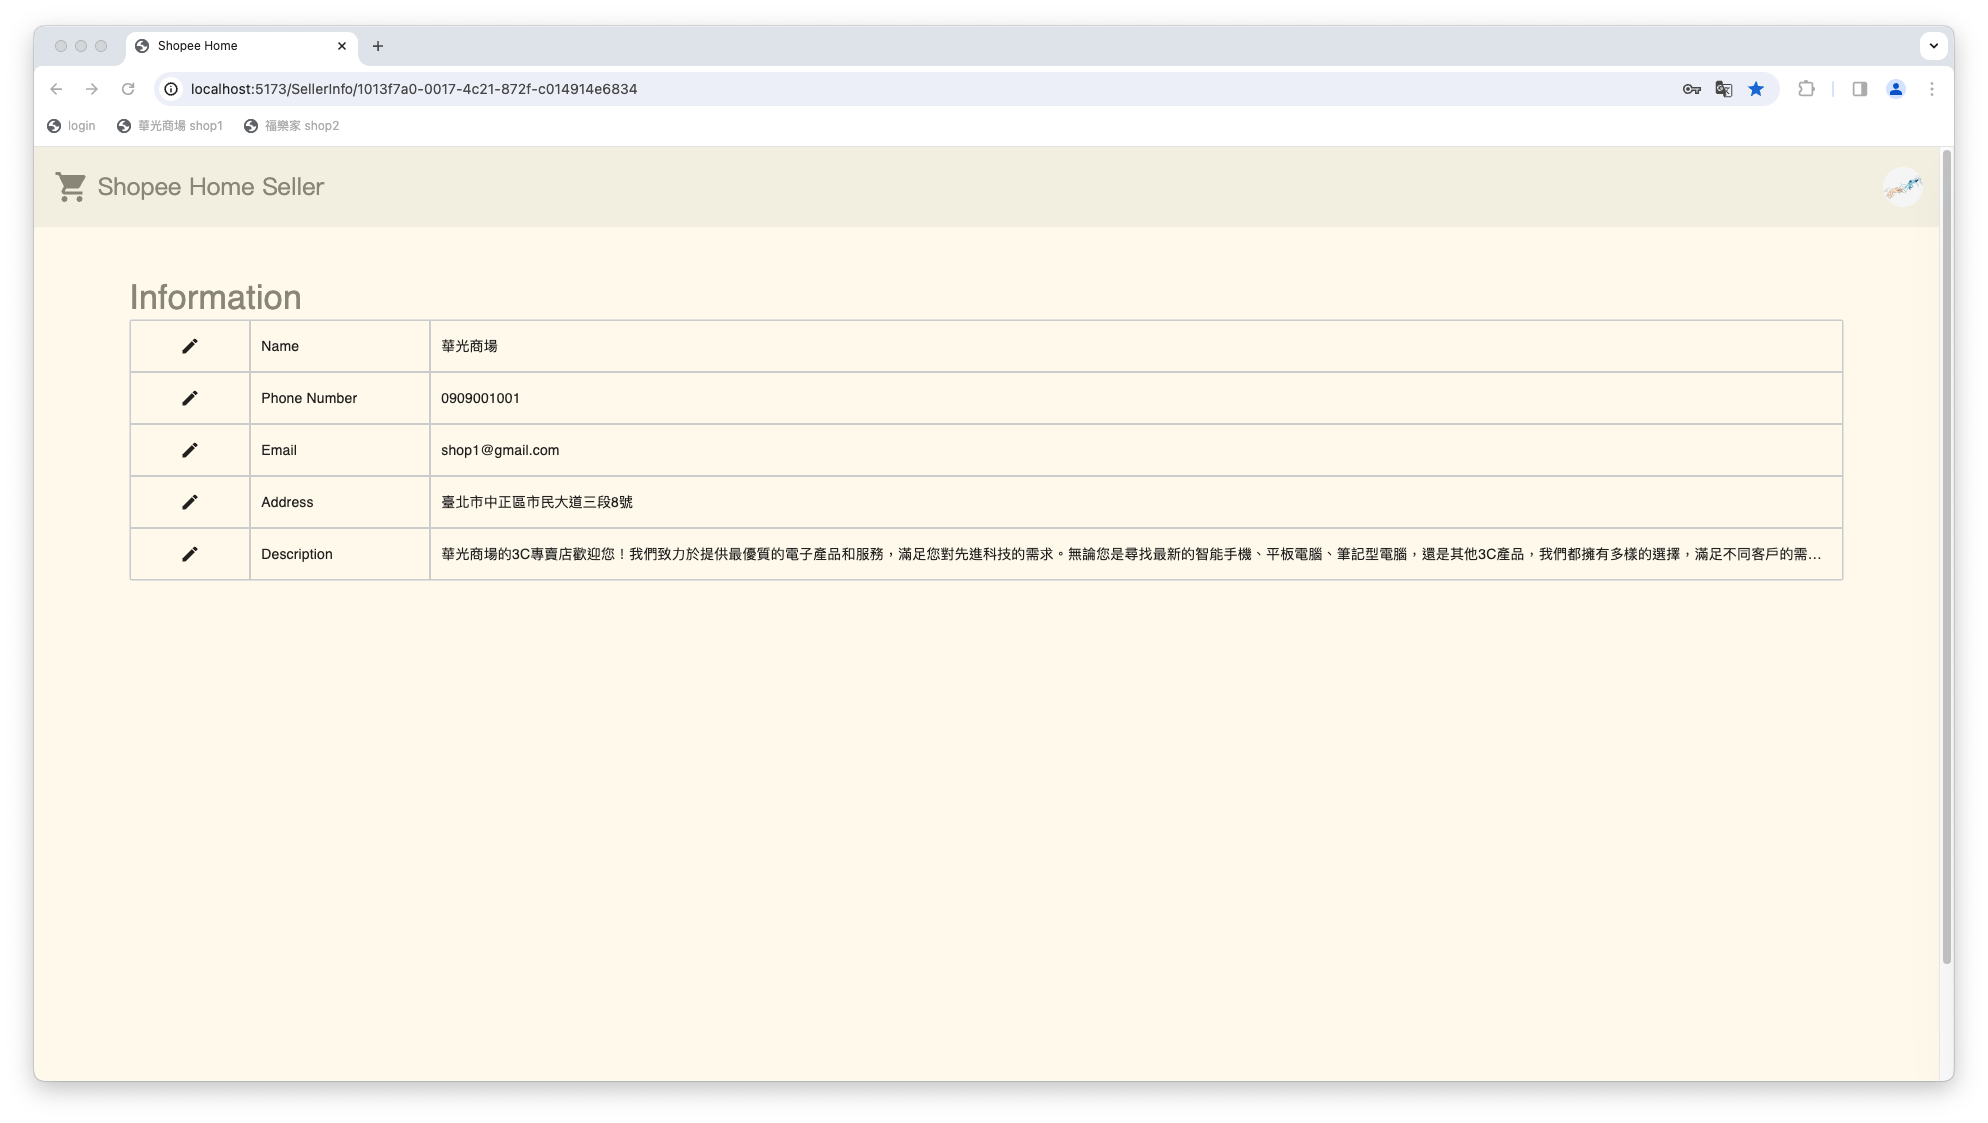 Shopee Home
localhost:5173/SellerInfo/1013f7a0-0017-4c21-872f-c014914e6834
login 華光商場 shop1 福樂家 shop2
Shopee Home Seller
Information
Name 華光商場
Phone Number 0909001001
Email shop1@gmail.com
Address 臺北市中正區市民大道三段8號
Description 華光商場的3C專賣店歡迎您！我們致力於提供最優質的電子產品和服務，滿足您對先進科技的需求。無論您是尋找最新的智能手機、平板電腦、筆記型電腦，還是其他3C產品，我們都擁有多樣的選擇，滿足不同客戶的需...